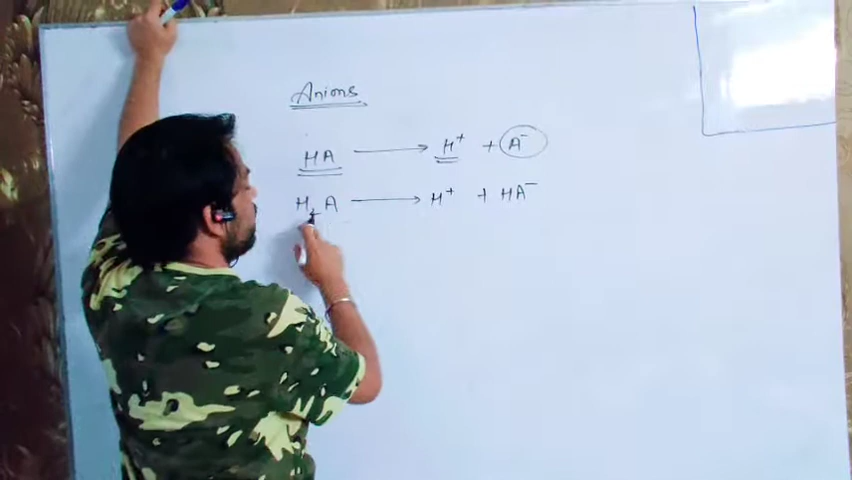 Anions
HA → H⁺ + A⁻
H₂A → H⁺ + HA⁻